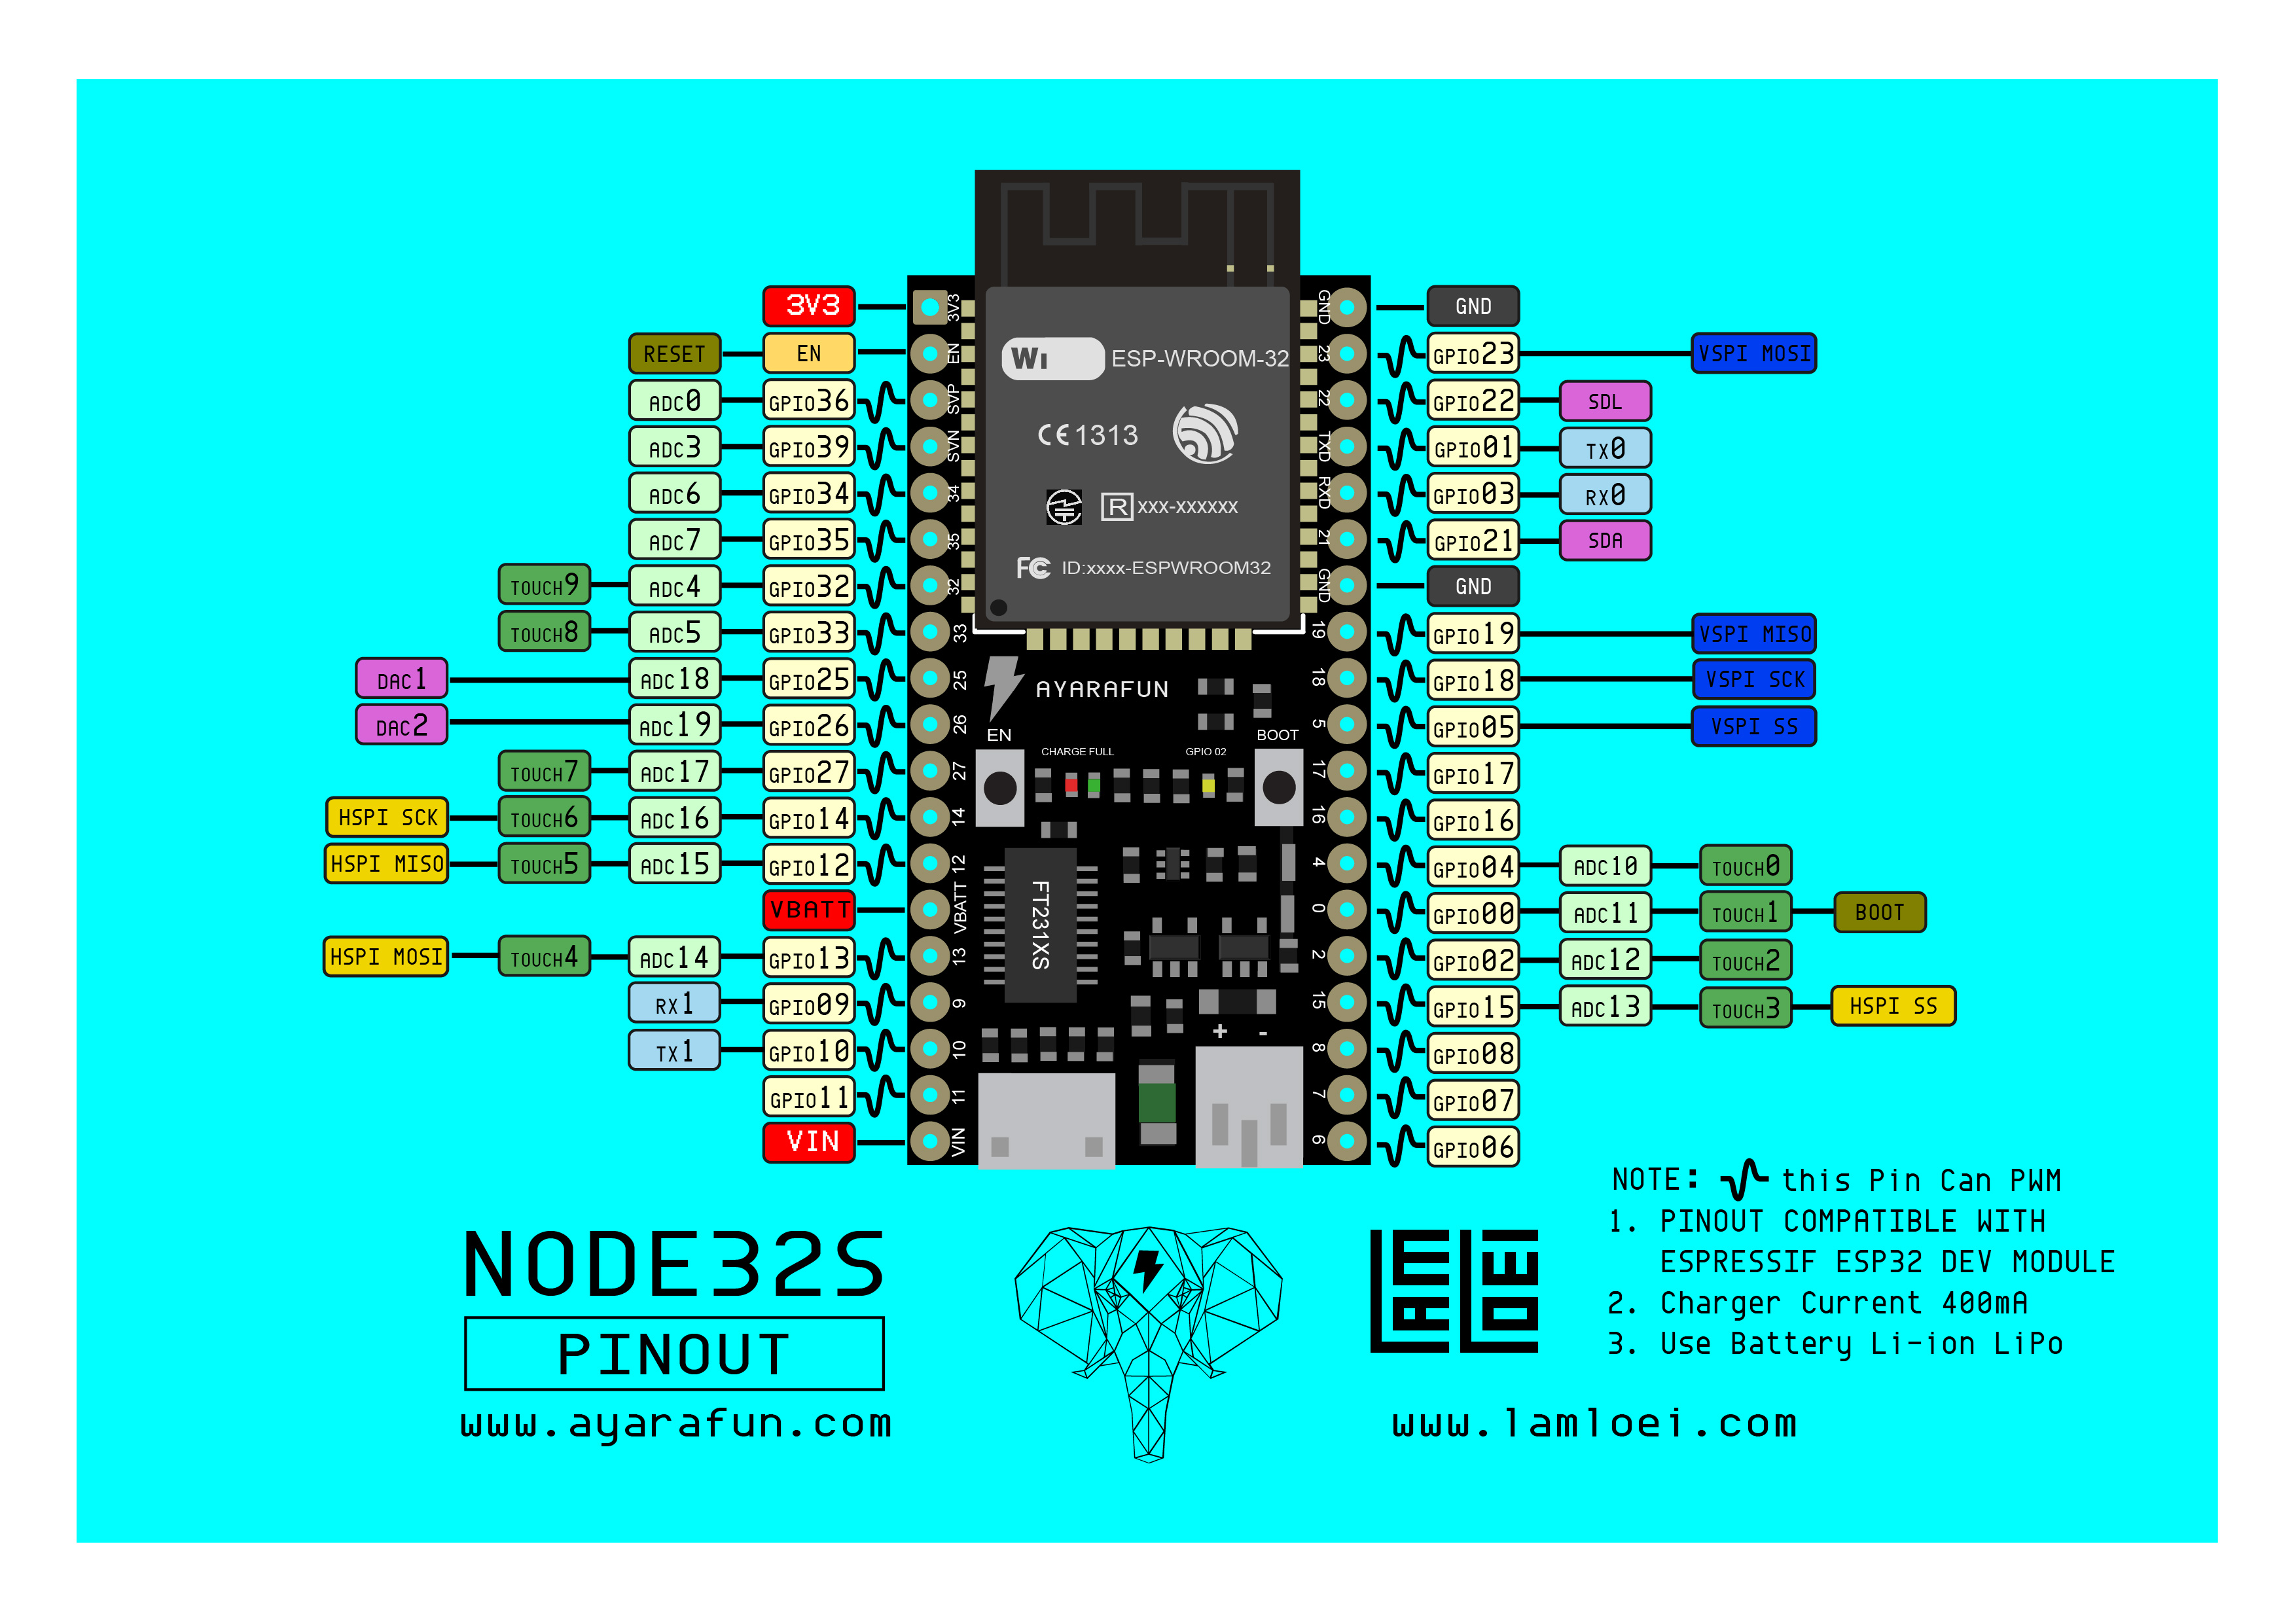 3V3 3V3 GND GND
RESET EN EN 23 GPIO23 VSPI MOSI
ADC0 GPIO36 SVP 22 GPIO22 SDL
ADC3 GPIO39 SVN TXD GPIO01 TX0
ADC6 GPIO34 34 RXD GPIO03 RX0
ADC7 GPIO35 35 21 GPIO21 SDA
TOUCH9 ADC4 GPIO32 32 GND GND
TOUCH8 ADC5 GPIO33 33 19 GPIO19 VSPI MISO
DAC1 ADC18 GPIO25 25 18 GPIO18 VSPI SCK
DAC2 ADC19 GPIO26 26 5 GPIO05 VSPI SS
TOUCH7 ADC17 GPIO27 27 17 GPIO17
HSPI SCK TOUCH6 ADC16 GPIO14 14 16 GPIO16
HSPI MISO TOUCH5 ADC15 GPIO12 12 4 GPIO04 ADC10 TOUCH0
VBATT VBATT 0 GPIO00 ADC11 TOUCH1 BOOT
HSPI MOSI TOUCH4 ADC14 GPIO13 13 2 GPIO02 ADC12 TOUCH2
RX1 GPIO09 9 15 GPIO15 ADC13 TOUCH3 HSPI SS
TX1 GPIO10 10 8 GPIO08
GPIO11 11 7 GPIO07
VIN VIN 6 GPIO06
Wi ESP-WROOM-32
CE1313
R xxx-xxxxxx
FC ID:xxxx-ESPWROOM32
AYARAFUN
EN BOOT
CHARGE FULL GPIO 02
FT231XS
+ -
NOTE: this Pin Can PWM
1. PINOUT COMPATIBLE WITH
ESPRESSIF ESP32 DEV MODULE
2. Charger Current 400mA
3. Use Battery Li-ion LiPo
NODE32S
PINOUT
www.ayarafun.com
LAMLOEI
www.lamloei.com